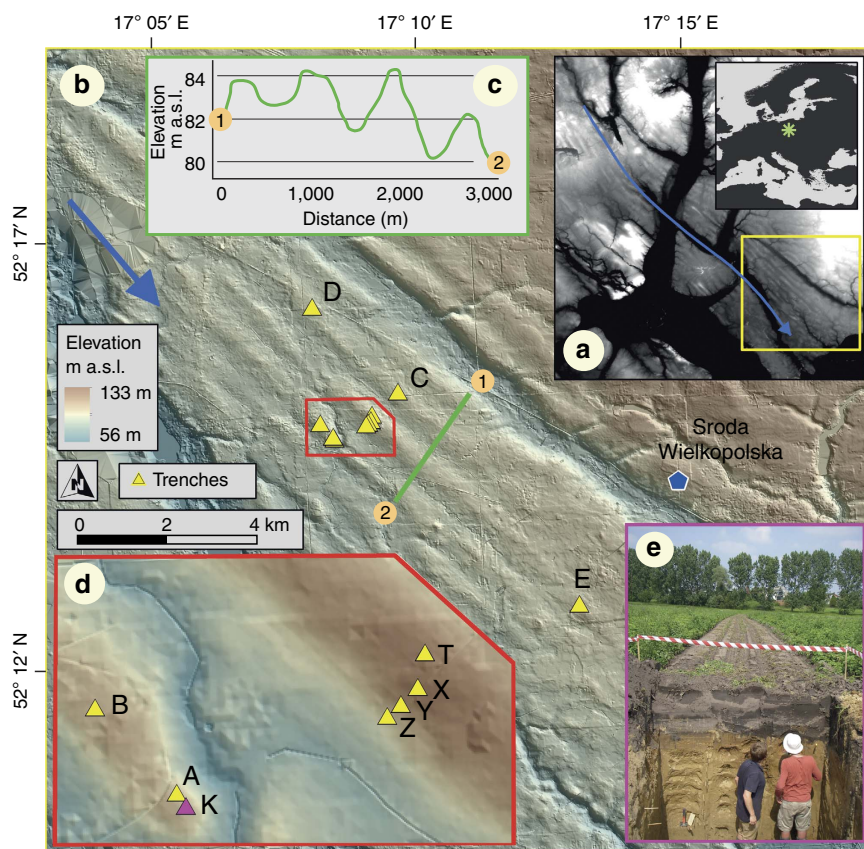 17° 05′ E
17° 10′ E
17° 15′ E
b
84
c
Elevation
m a.s.l.
82
1
80
2
0
1,000
2,000
3,000
Distance (m)
52° 17′ N
a
D
Elevation
m a.s.l.
133 m
56 m
C
1
Sroda
Wielkopolska
N
Trenches
2
0
2
4 km
d
e
E
T
X
B
Y
Z
A
K
52° 12′ N